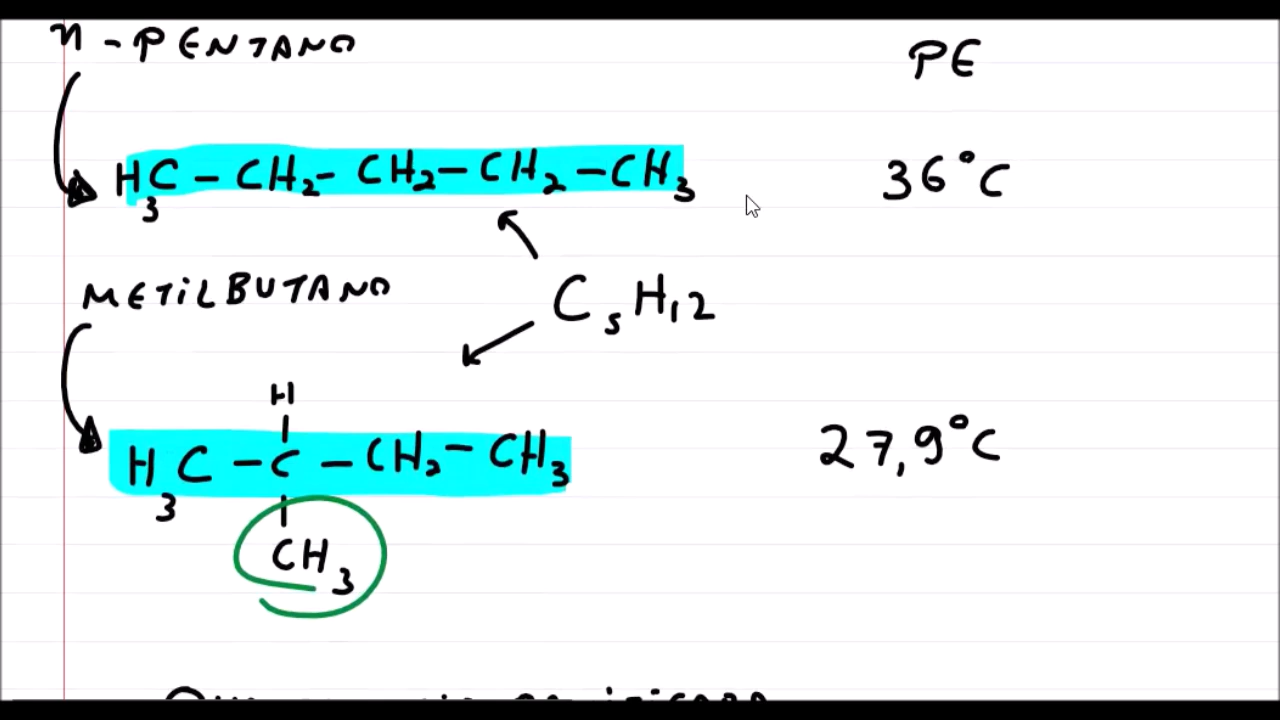 n-PENTANO
PE
H₃C-CH₂-CH₂-CH₂-CH₃
36°C
METiLBUTANO
C₅H₁₂
H
H₃C-C-CH₂-CH₃
27,9°C
CH₃